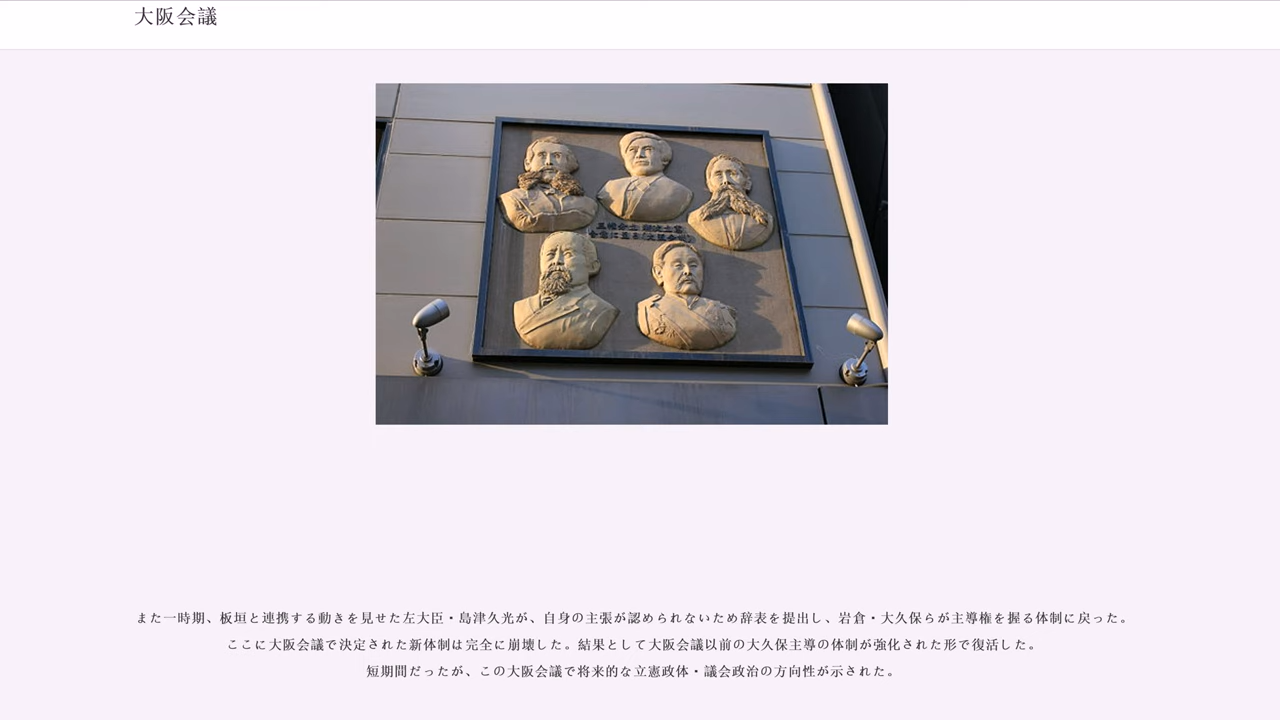 大阪会議
また一時期、板垣と連携する動きを見せた左大臣・島津久光が、自身の主張が認められないため辞表を提出し、岩倉・大久保らが主導権を握る体制に戻った。
ここに大阪会議で決定された新体制は完全に崩壊した。結果として大阪会議以前の大久保主導の体制が強化された形で復活した。
短期間だったが、この大阪会議で将来的な立憲政体・議会政治の方向性が示された。